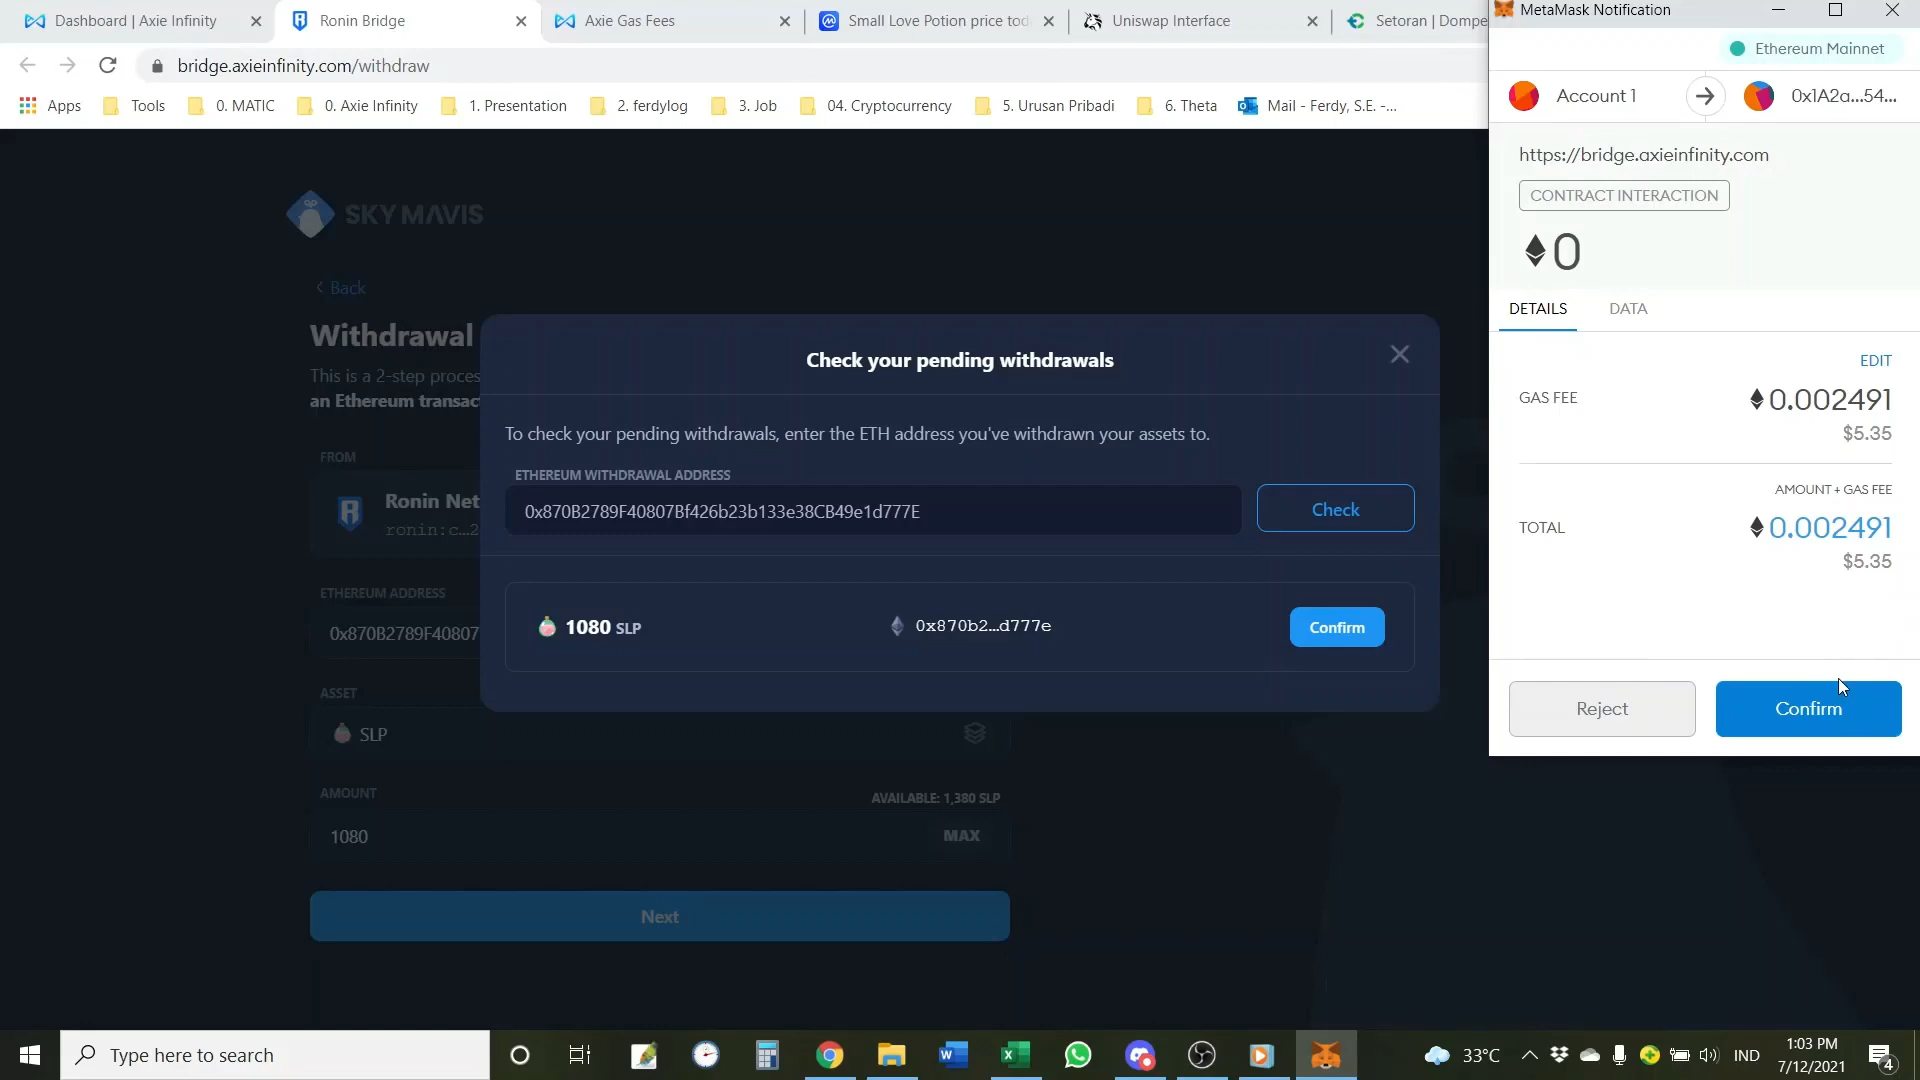 Dashboard | Axie Infinity
Ronin Bridge
Axie Gas Fees
Small Love Potion price tod
Uniswap Interface
Setoran | Dompe
bridge.axieinfinity.com/withdraw
Apps
Tools
0. MATIC
0. Axie Infinity
1. Presentation
2. ferdylog
3. Job
04. Cryptocurrency
5. Urusan Pribadi
6. Theta
Mail - Ferdy, S.E. -...
SKY MAVIS
Back
Withdrawal
This is a 2-step proces
an Ethereum transac
FROM
Ronin Net
ronin:c...2
ETHEREUM ADDRESS
0x870B2789F40807
ASSET
SLP
AMOUNT
AVAILABLE: 1,380 SLP
1080
MAX
Next
Check your pending withdrawals
To check your pending withdrawals, enter the ETH address you've withdrawn your assets to.
ETHEREUM WITHDRAWAL ADDRESS
0x870B2789F40807Bf426b23b133e38CB49e1d777E
Check
1080 SLP
0x870b2...d777e
Confirm
MetaMask Notification
Ethereum Mainnet
Account 1
0x1A2a...54...
https://bridge.axieinfinity.com
CONTRACT INTERACTION
0
DETAILS
DATA
EDIT
GAS FEE
0.002491
$5.35
AMOUNT + GAS FEE
TOTAL
0.002491
$5.35
Reject
Confirm
Type here to search
33°C
IND
1:03 PM
7/12/2021
4